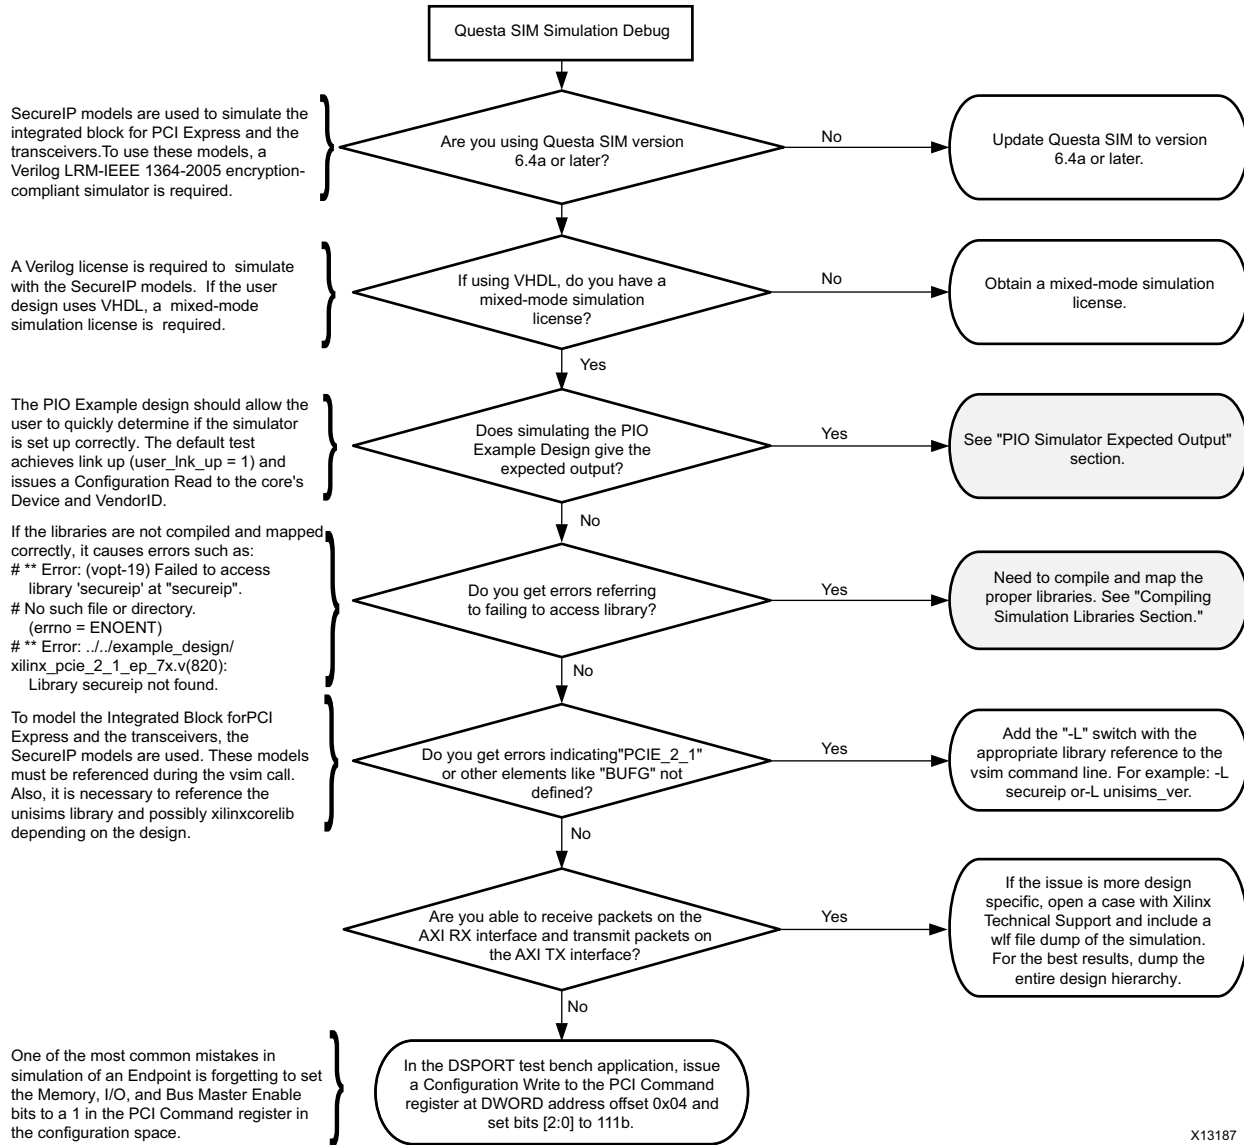 Questa SIM Simulation Debug
SecureIP models are used to simulate the
integrated block for PCI Express and the
transceivers.To use these models, a
Verilog LRM-IEEE 1364-2005 encryption-
compliant simulator is required.
Are you using Questa SIM version
6.4a or later?
No
Update Questa SIM to version
6.4a or later.
A Verilog license is required to simulate
with the SecureIP models. If the user
design uses VHDL, a mixed-mode
simulation license is required.
If using VHDL, do you have a
mixed-mode simulation
license?
No
Obtain a mixed-mode simulation
license.
Yes
The PIO Example design should allow the
user to quickly determine if the simulator
is set up correctly. The default test
achieves link up (user_lnk_up = 1) and
issues a Configuration Read to the core's
Device and VendorID.
Does simulating the PIO
Example Design give the
expected output?
Yes
See "PIO Simulator Expected Output"
section.
No
If the libraries are not compiled and mapped
correctly, it causes errors such as:
# ** Error: (vopt-19) Failed to access
library 'secureip' at "secureip".
# No such file or directory.
(errno = ENOENT)
# ** Error: ../../example_design/
xilinx_pcie_2_1_ep_7x.v(820):
Library secureip not found.
Do you get errors referring
to failing to access library?
Yes
Need to compile and map the
proper libraries. See "Compiling
Simulation Libraries Section."
No
To model the Integrated Block forPCI
Express and the transceivers, the
SecureIP models are used. These models
must be referenced during the vsim call.
Also, it is necessary to reference the
unisims library and possibly xilinxcorelib
depending on the design.
Do you get errors indicating"PCIE_2_1"
or other elements like "BUFG" not
defined?
Yes
Add the "-L" switch with the
appropriate library reference to the
vsim command line. For example: -L
secureip or-L unisims_ver.
No
Are you able to receive packets on the
AXI RX interface and transmit packets on
the AXI TX interface?
Yes
If the issue is more design
specific, open a case with Xilinx
Technical Support and include a
wlf file dump of the simulation.
For the best results, dump the
entire design hierarchy.
No
One of the most common mistakes in
simulation of an Endpoint is forgetting to set
the Memory, I/O, and Bus Master Enable
bits to a 1 in the PCI Command register in
the configuration space.
In the DSPORT test bench application, issue
a Configuration Write to the PCI Command
register at DWORD address offset 0x04 and
set bits [2:0] to 111b.
X13187